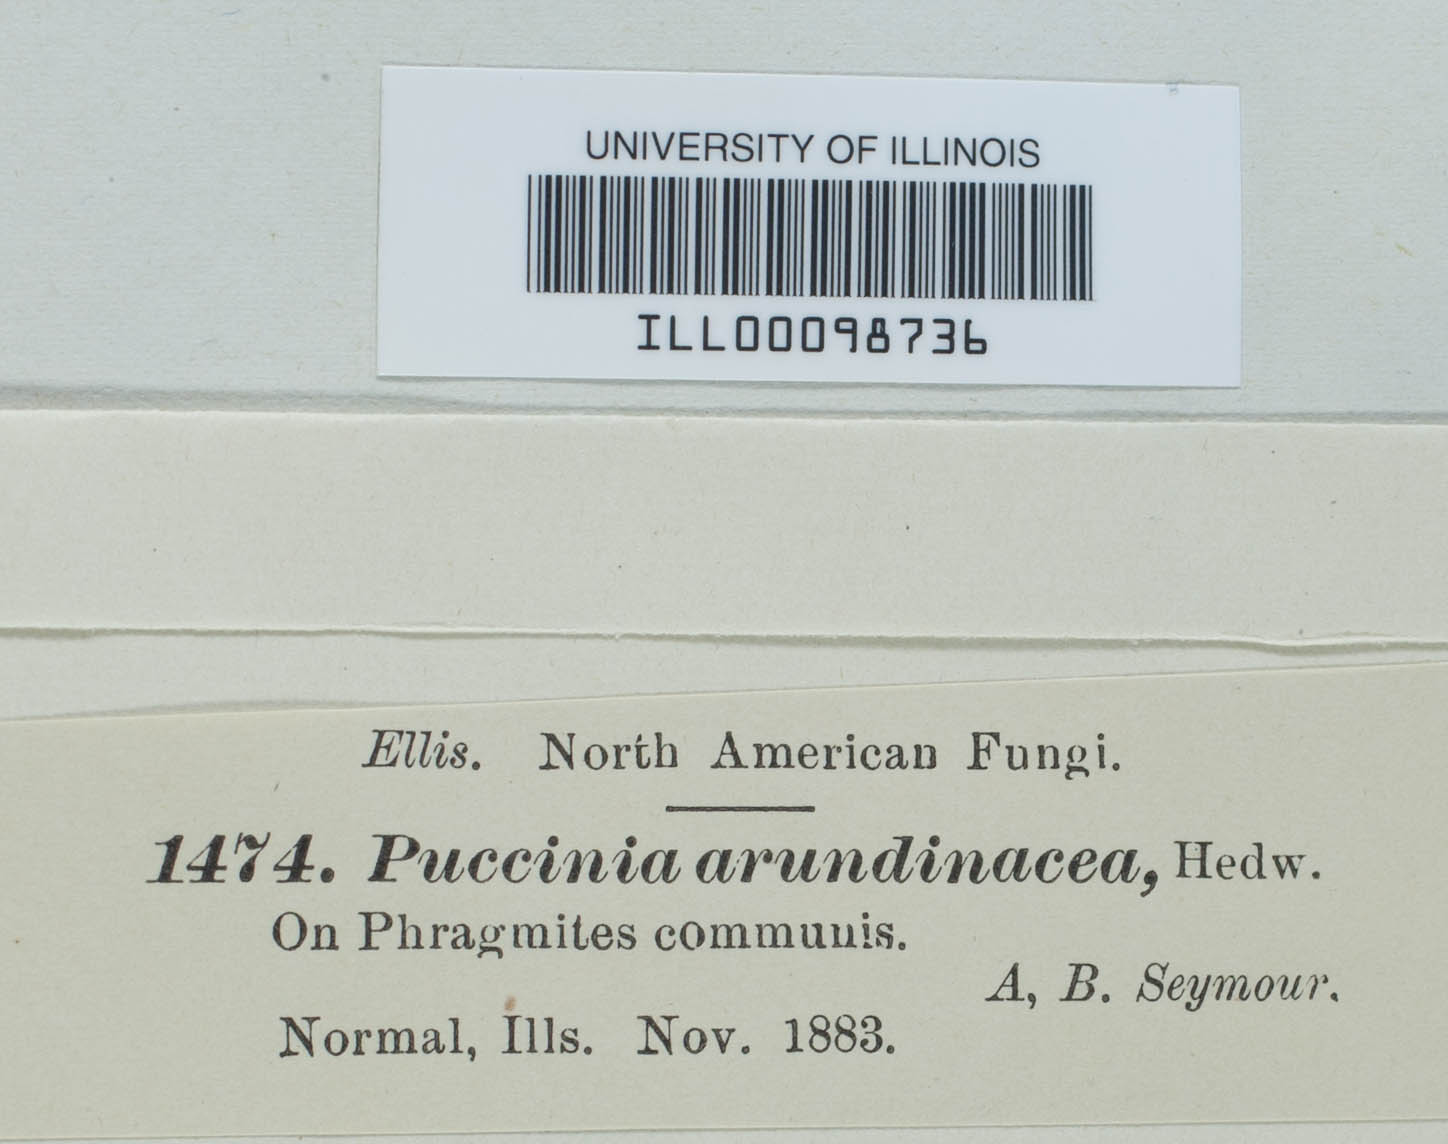 UNIVERSITY OF ILLINOIS
ILL00098736
Ellis. North American Fungi.
1474. Puccinia arundinacea, Hedw.
On Phragmites communis.
A, B. Seymour.
Normal, Ills. Nov. 1883.